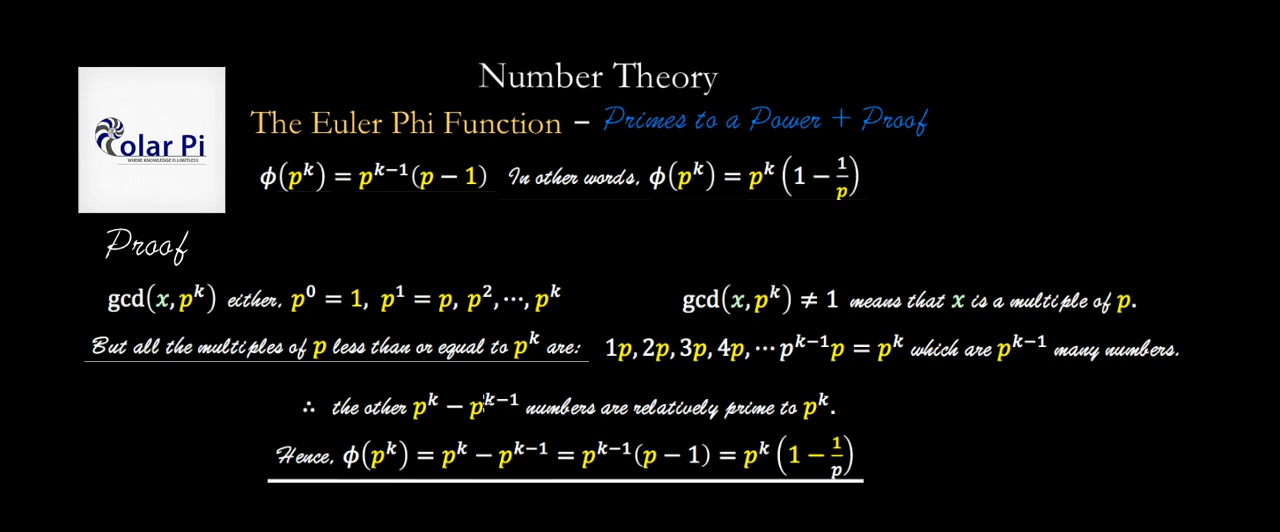 Number Theory
The Euler Phi Function – Primes to a Power + Proof
olar Pi
WHERE KNOWLEDGE IS LIMITLESS
ϕ(p^k) = p^{k−1}(p − 1) In other words, ϕ(p^k) = p^k (1 − 1/p)
Proof
gcd(x, p^k) either, p^0 = 1, p^1 = p, p^2, ⋯, p^k
gcd(x, p^k) ≠ 1 means that x is a multiple of p.
But all the multiples of p less than or equal to p^k are: 1p, 2p, 3p, 4p, ⋯ p^{k−1}p = p^k which are p^{k−1} many numbers.
∴ the other p^k − p^{k−1} numbers are relatively prime to p^k.
Hence, ϕ(p^k) = p^k − p^{k−1} = p^{k−1}(p − 1) = p^k (1 − 1/p)